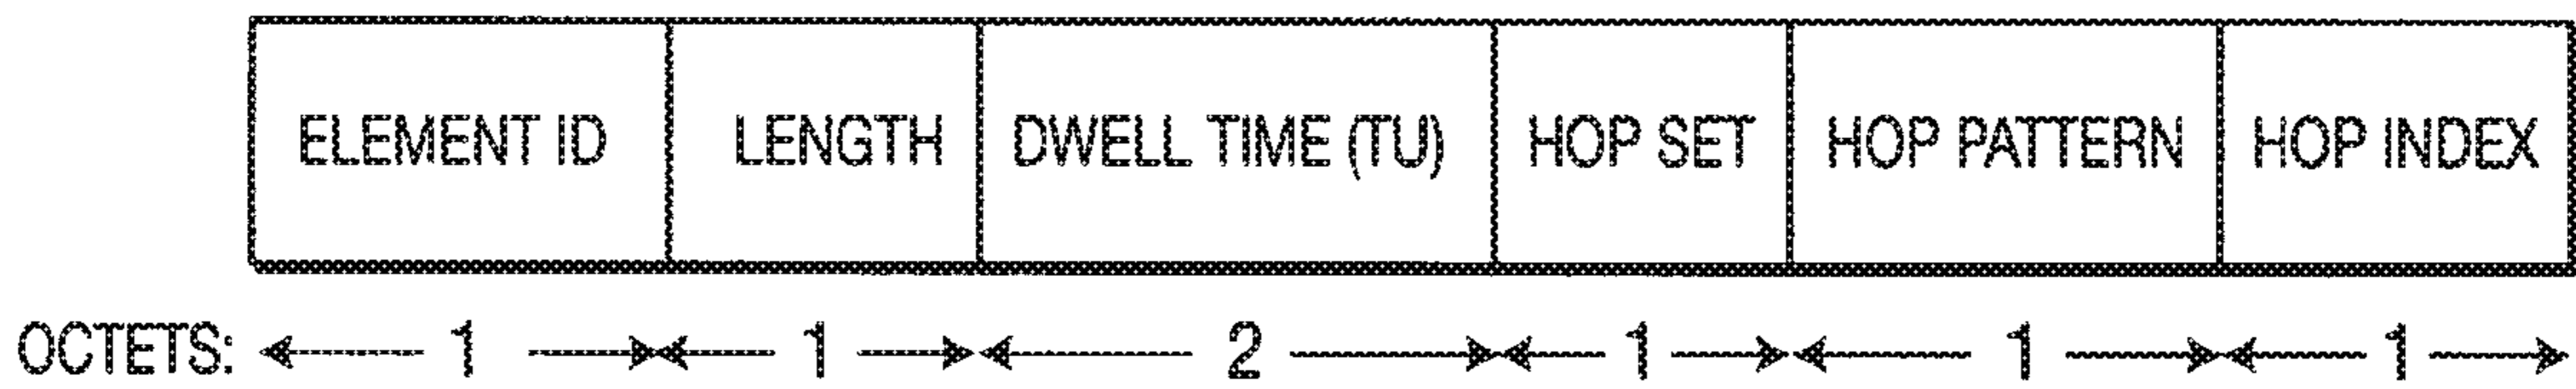 ELEMENT ID LENGTH DWELL TIME (TU) HOP SET HOP PATTERN HOP INDEX
OCTETS: 1 1 2 1 1 1